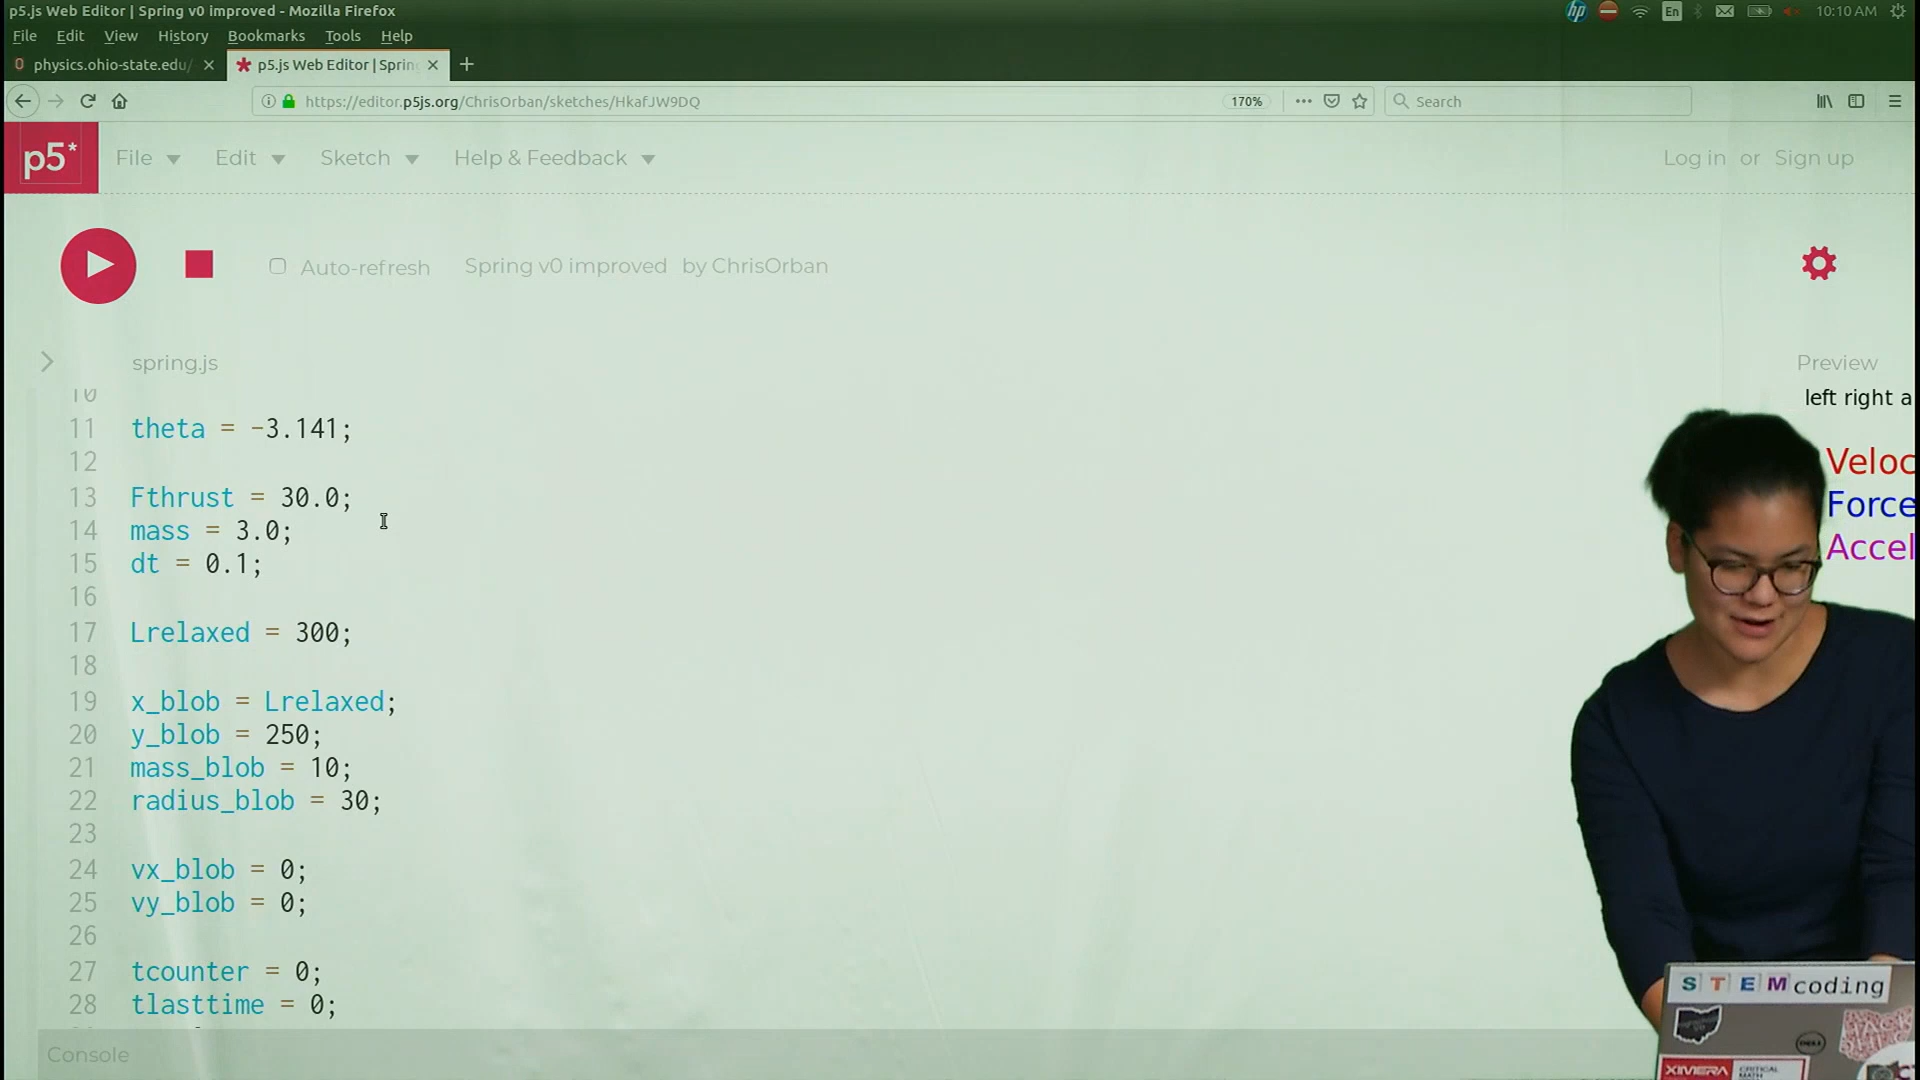 p5.js Web Editor | Spring v0 improved - Mozilla Firefox
En
10:10 AM
File Edit View History Bookmarks Tools Help
physics.ohio-state.edu/
p5.js Web Editor | Sprin
https://editor.p5js.org/ChrisOrban/sketches/HkafJW9DQ
170%
Search
p5*
File
Edit
Sketch
Help & Feedback
Log in or Sign up
Auto-refresh
Spring v0 improved by ChrisOrban
spring.js
Preview
10
left right a
11 theta = -3.141;
Veloc
12
13 Fthrust = 30.0;
Force
14 mass = 3.0;
Accel
15 dt = 0.1;
16
17 Lrelaxed = 300;
18
19 x_blob = Lrelaxed;
20 y_blob = 250;
21 mass_blob = 10;
22 radius_blob = 30;
23
24 vx_blob = 0;
25 vy_blob = 0;
26
27 tcounter = 0;
28 tlasttime = 0;
STEMcoding
DELL
XIMERA
Console